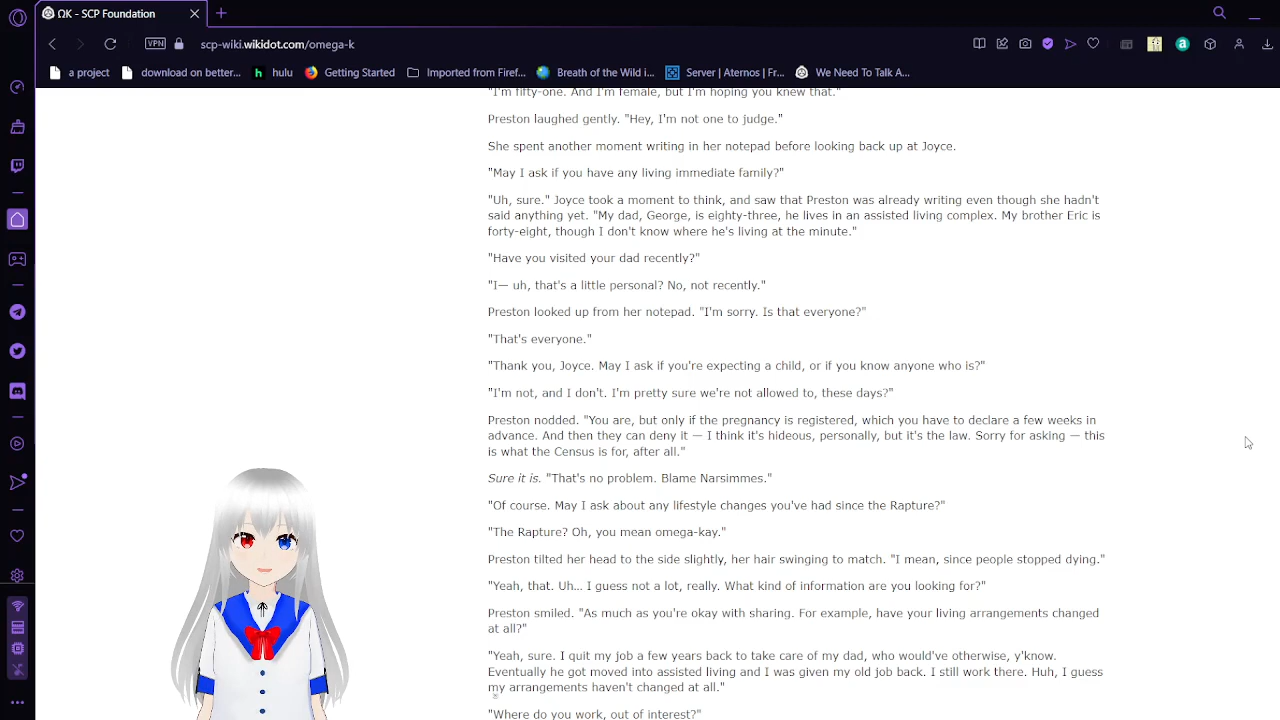 ΩK - SCP Foundation
VPN
scp-wiki.wikidot.com/omega-k
a project
download on better...
hulu
Getting Started
Imported from Firef...
Breath of the Wild i...
Server | Aternos | Fr...
We Need To Talk A...
"I'm fifty-one. And I'm female, but I'm hoping you knew that."
Preston laughed gently. "Hey, I'm not one to judge."
She spent another moment writing in her notepad before looking back up at Joyce.
"May I ask if you have any living immediate family?"
"Uh, sure." Joyce took a moment to think, and saw that Preston was already writing even though she hadn't
said anything yet. "My dad, George, is eighty-three, he lives in an assisted living complex. My brother Eric is
forty-eight, though I don't know where he's living at the minute."
"Have you visited your dad recently?"
"I— uh, that's a little personal? No, not recently."
Preston looked up from her notepad. "I'm sorry. Is that everyone?"
"That's everyone."
"Thank you, Joyce. May I ask if you're expecting a child, or if you know anyone who is?"
"I'm not, and I don't. I'm pretty sure we're not allowed to, these days?"
Preston nodded. "You are, but only if the pregnancy is registered, which you have to declare a few weeks in
advance. And then they can deny it — I think it's hideous, personally, but it's the law. Sorry for asking — this
is what the Census is for, after all."
Sure it is. "That's no problem. Blame Narsimmes."
"Of course. May I ask about any lifestyle changes you've had since the Rapture?"
"The Rapture? Oh, you mean omega-kay."
Preston tilted her head to the side slightly, her hair swinging to match. "I mean, since people stopped dying."
"Yeah, that. Uh… I guess not a lot, really. What kind of information are you looking for?"
Preston smiled. "As much as you're okay with sharing. For example, have your living arrangements changed
at all?"
"Yeah, sure. I quit my job a few years back to take care of my dad, who would've otherwise, y'know.
Eventually he got moved into assisted living and I was given my old job back. I still work there. Huh, I guess
my arrangements haven't changed at all."
"Where do you work, out of interest?"